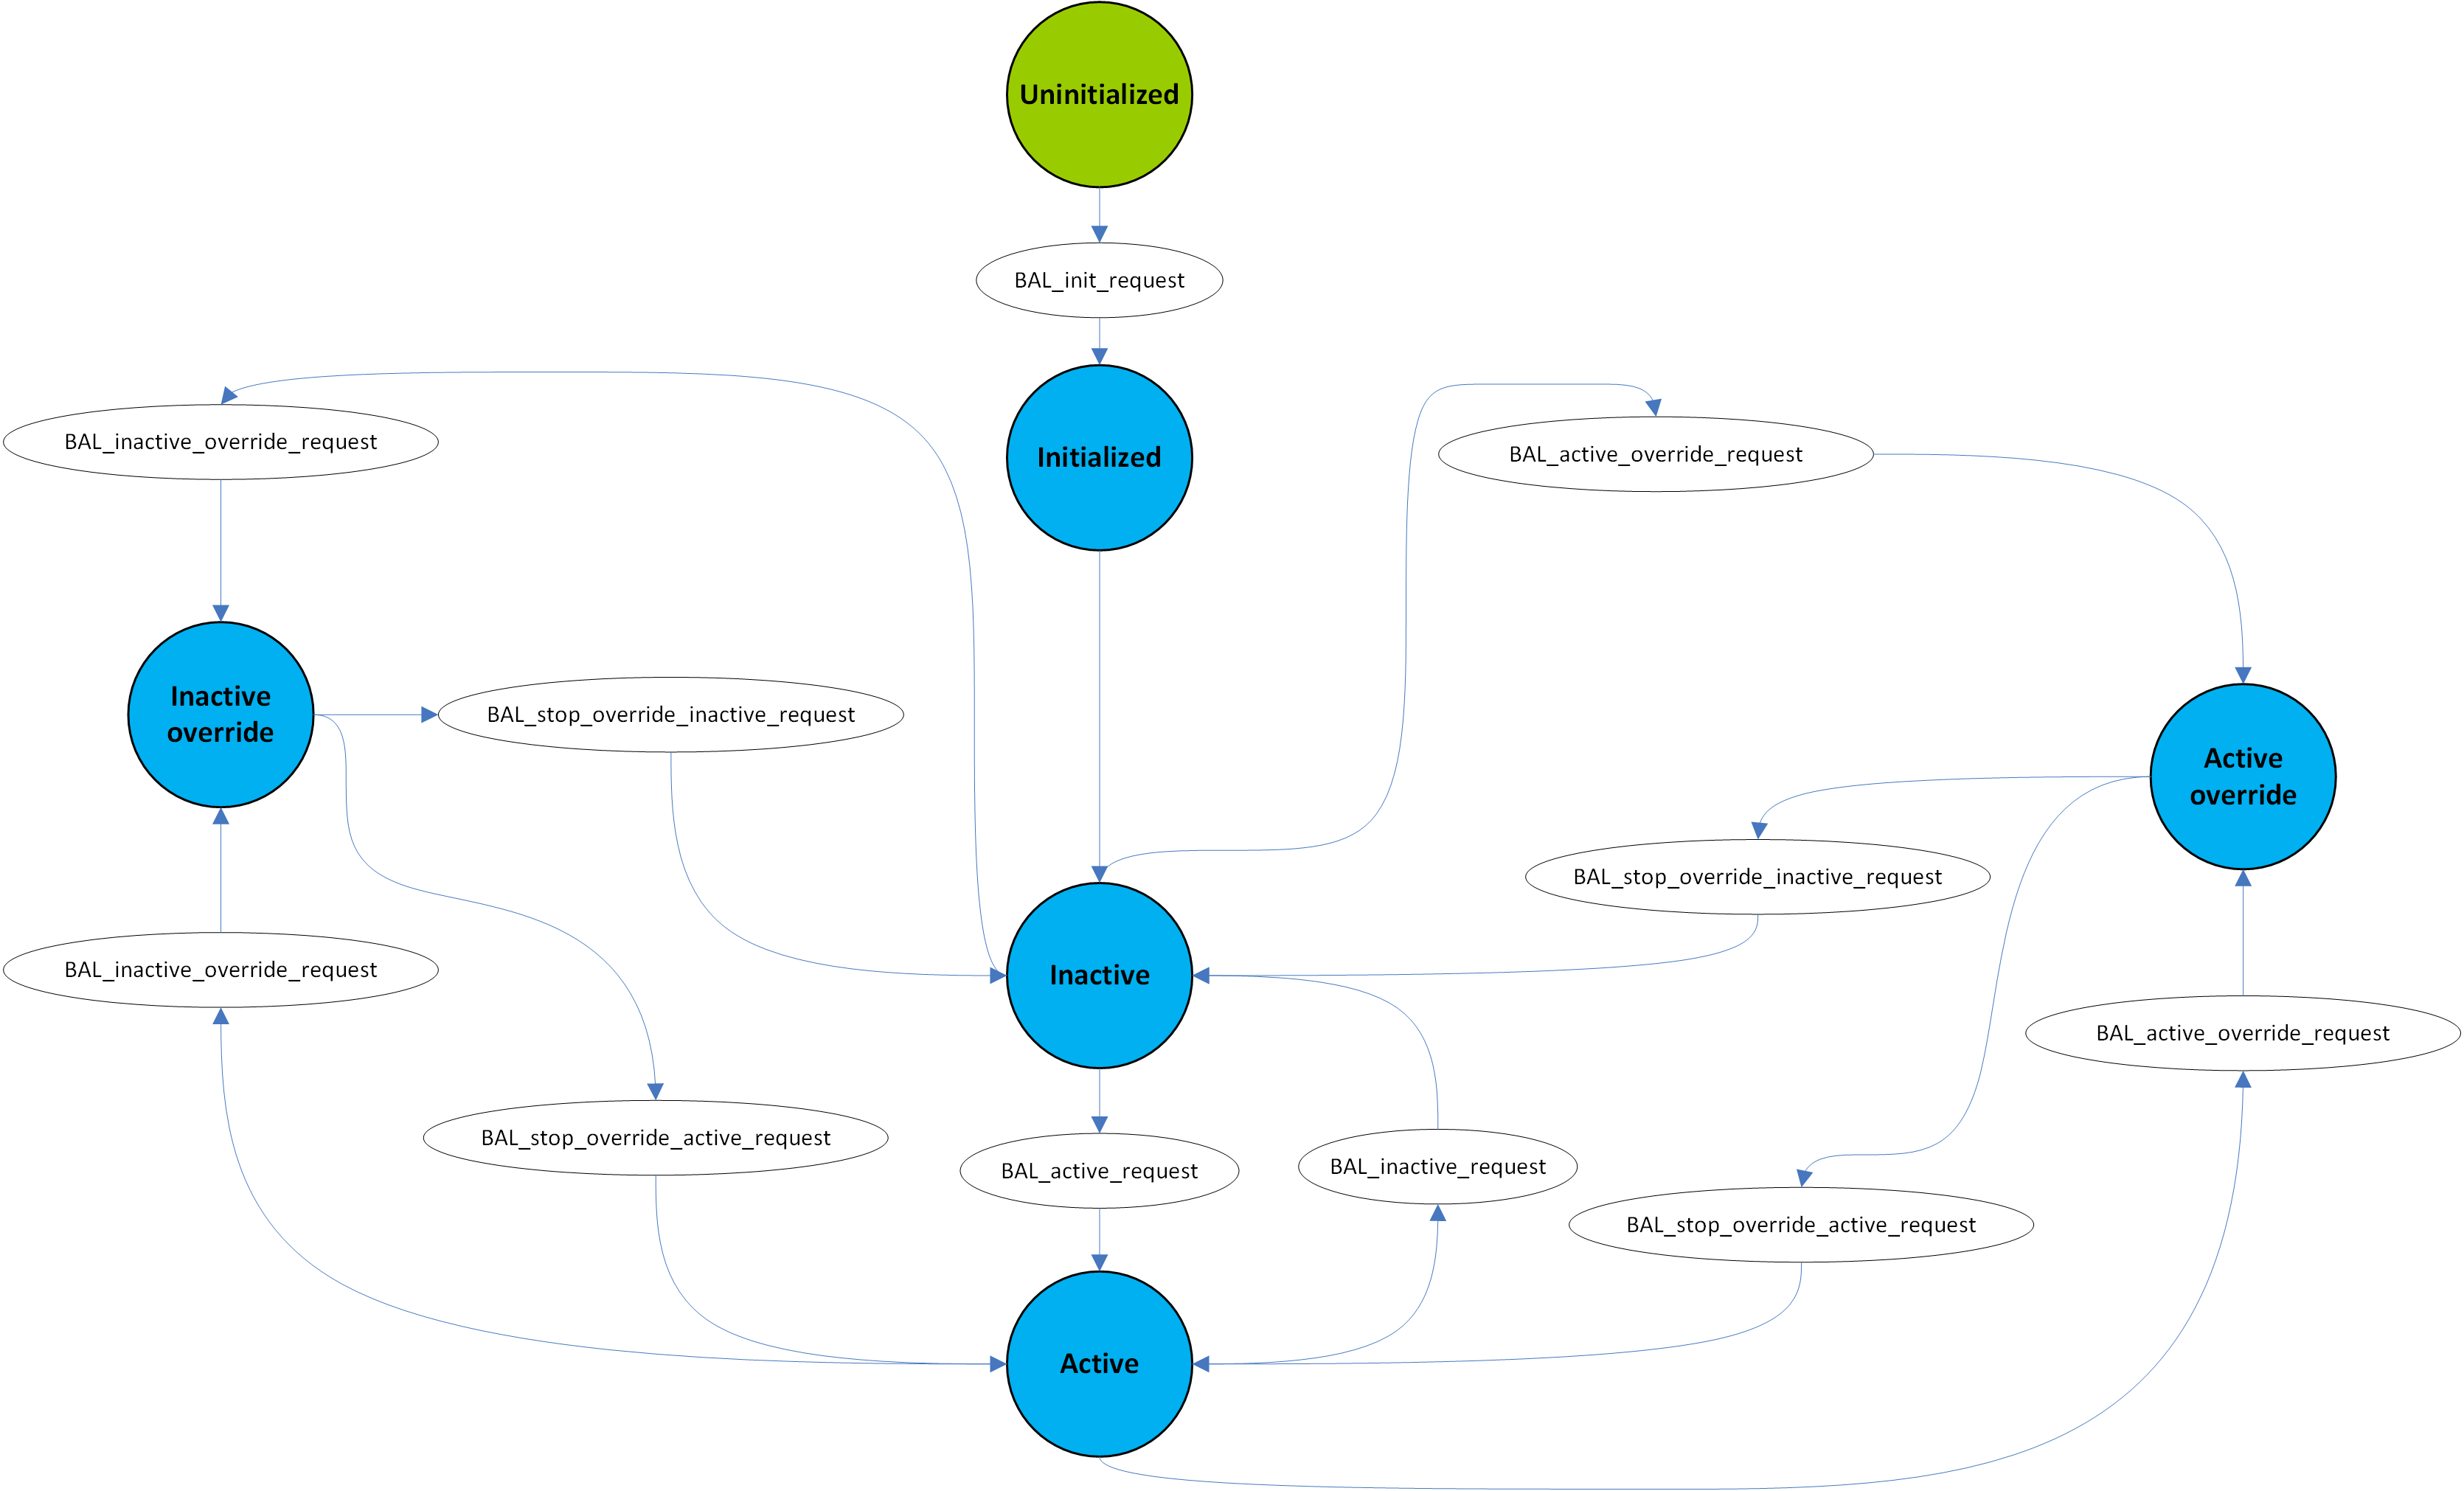 Uninitialized
BAL_init_request
BAL_inactive_override_request
Initialized
BAL_active_override_request
Inactive
override
BAL_stop_override_inactive_request
Active
override
BAL_stop_override_inactive_request
BAL_inactive_override_request
Inactive
BAL_active_override_request
BAL_stop_override_active_request
BAL_active_request
BAL_inactive_request
BAL_stop_override_active_request
Active